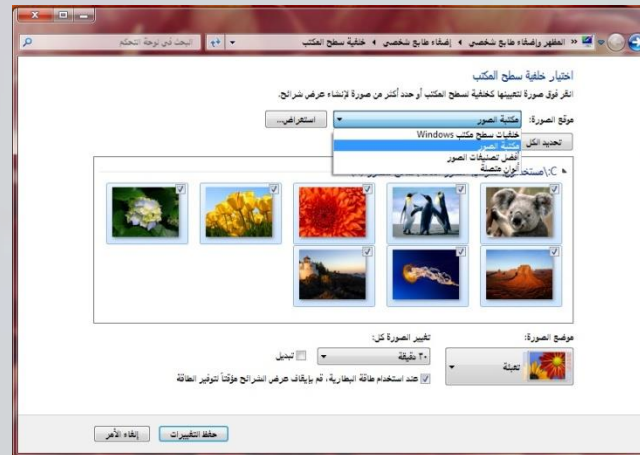 « المظهر وإضفاء طابع شخصي ‹ إضفاء طابع شخصي ‹ خلفية سطح المكتب
البحث في لوحة التحكم
اختيار خلفية سطح المكتب
انقر فوق صورة لتعيينها كخلفية لسطح المكتب أو حدد أكثر من صورة لإنشاء عرض شرائح.
موقع الصورة: مكتبة الصور استعراض...
خلفيات سطح مكتب Windows
مكتبة الصور
أفضل تصنيفات الصور
ألوان متصلة
تحديد الكل
C:\
موضع الصورة:
تعبئة
تغيير الصورة كل:
٣٠ دقيقة تبديل
عند استخدام طاقة البطارية، قم بإيقاف عرض الشرائح مؤقتاً لتوفير الطاقة
حفظ التغييرات إلغاء الأمر